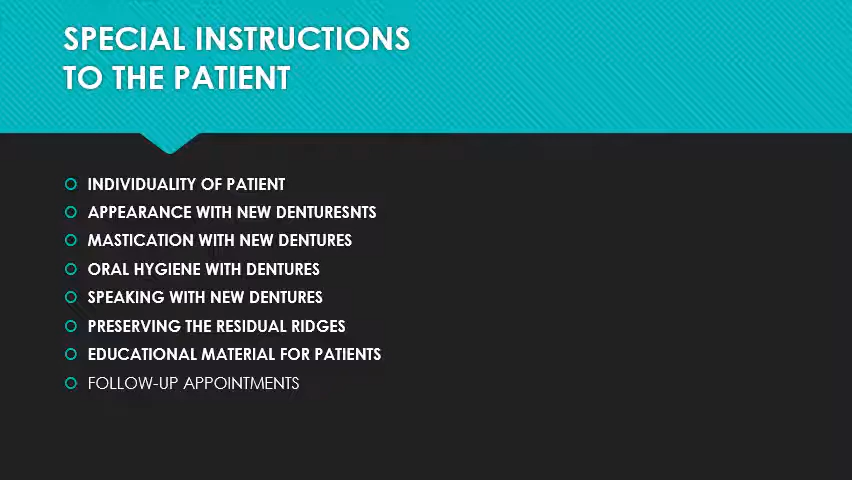 SPECIAL INSTRUCTIONS
TO THE PATIENT
INDIVIDUALITY OF PATIENT
APPEARANCE WITH NEW DENTURESNTS
MASTICATION WITH NEW DENTURES
ORAL HYGIENE WITH DENTURES
SPEAKING WITH NEW DENTURES
PRESERVING THE RESIDUAL RIDGES
EDUCATIONAL MATERIAL FOR PATIENTS
FOLLOW-UP APPOINTMENTS